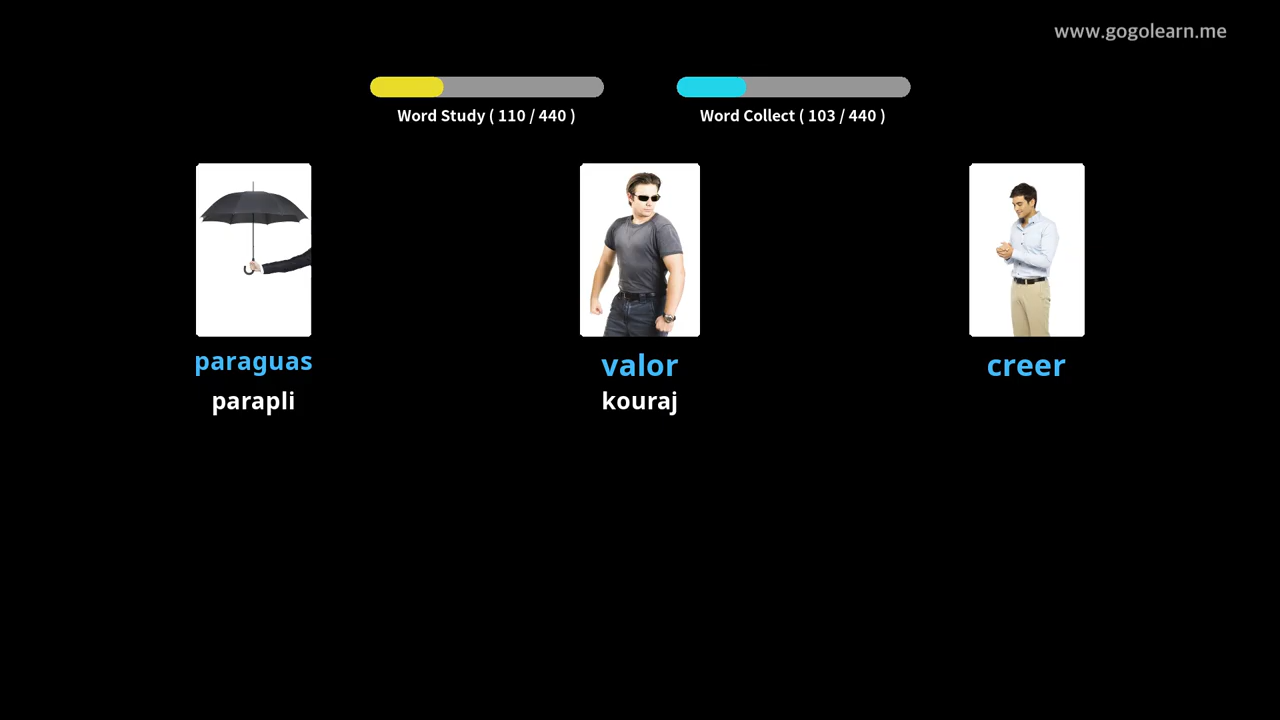 www.gogolearn.me
Word Study ( 110 / 440 )
Word Collect ( 103 / 440 )
paraguas
valor
creer
parapli
kouraj